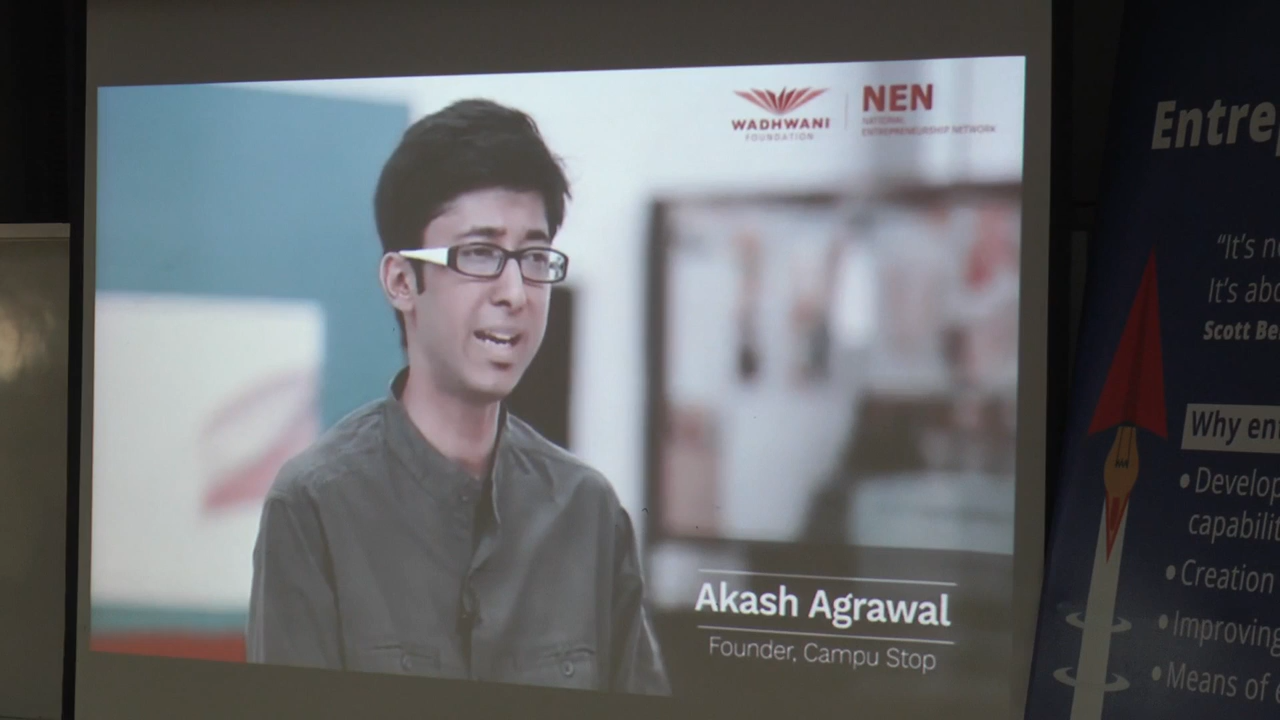 WADHWANI
FOUNDATION
NEN
NATIONAL
ENTREPRENEURSHIP NETWORK
Akash Agrawal
Founder, Campu Stop
Entre
“It's n
It's abo
Scott Be
Why en
• Develop
capabilit
• Creation
• Improving
• Means of